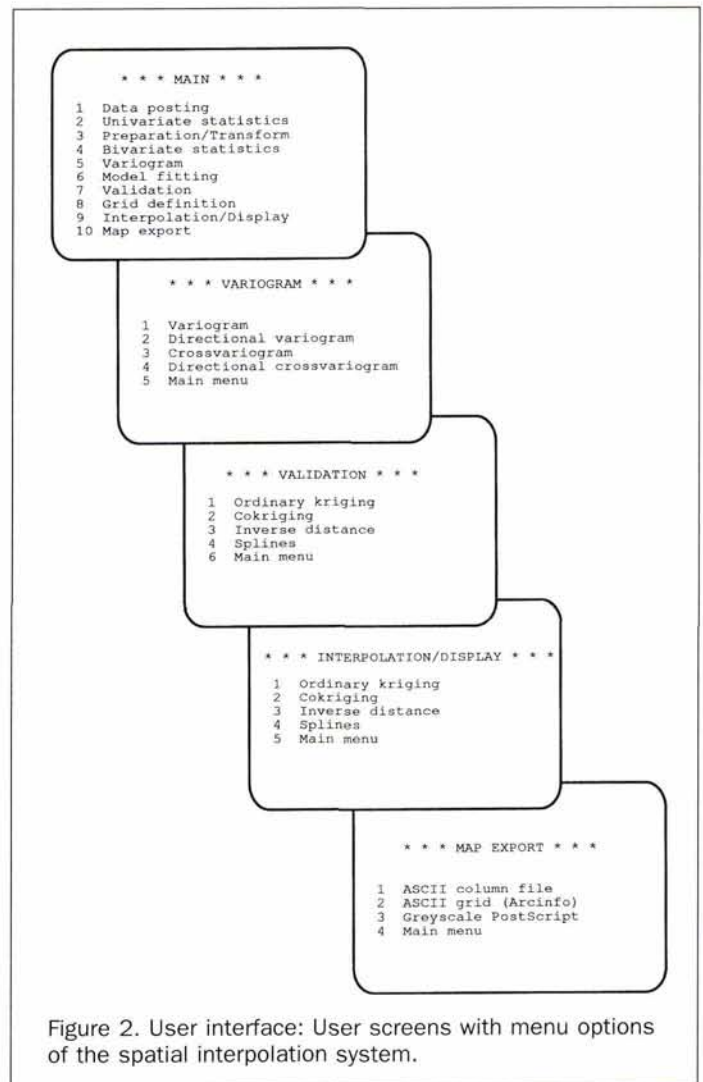 * * * MAIN * * *
1 Data posting
2 Univariate statistics
3 Preparation/Transform
4 Bivariate statistics
5 Variogram
6 Model fitting
7 Validation
8 Grid definition
9 Interpolation/Display
10 Map export
* * * VARIOGRAM * * *
1 Variogram
2 Directional variogram
3 Crossvariogram
4 Directional crossvariogram
5 Main menu
* * * VALIDATION * * *
1 Ordinary kriging
2 Cokriging
3 Inverse distance
4 Splines
6 Main menu
* * * INTERPOLATION/DISPLAY * * *
1 Ordinary kriging
2 Cokriging
3 Inverse distance
4 Splines
5 Main menu
* * * MAP EXPORT * * *
1 ASCII column file
2 ASCII grid (Arcinfo)
3 Greyscale PostScript
4 Main menu
Figure 2. User interface: User screens with menu options
of the spatial interpolation system.